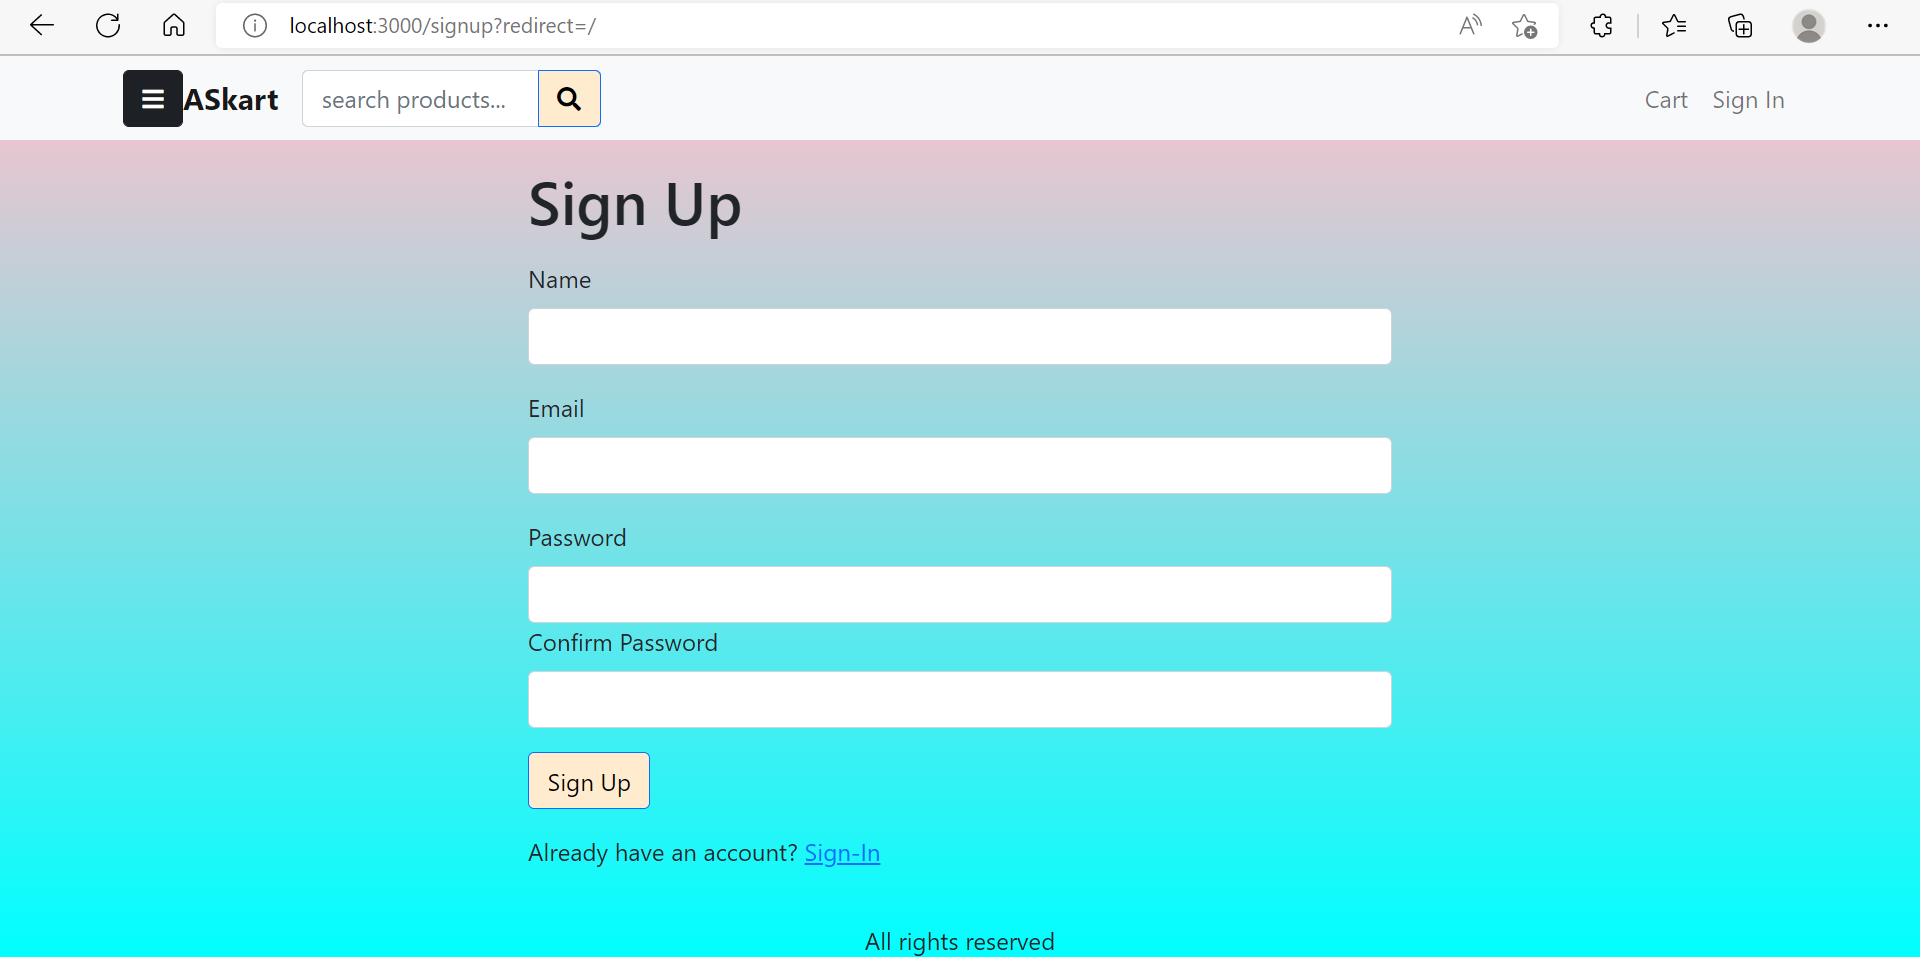 localhost:3000/signup?redirect=/
ASkart search products... Cart Sign In
Sign Up
Name
Email
Password
Confirm Password
Sign Up
Already have an account? Sign-In
All rights reserved